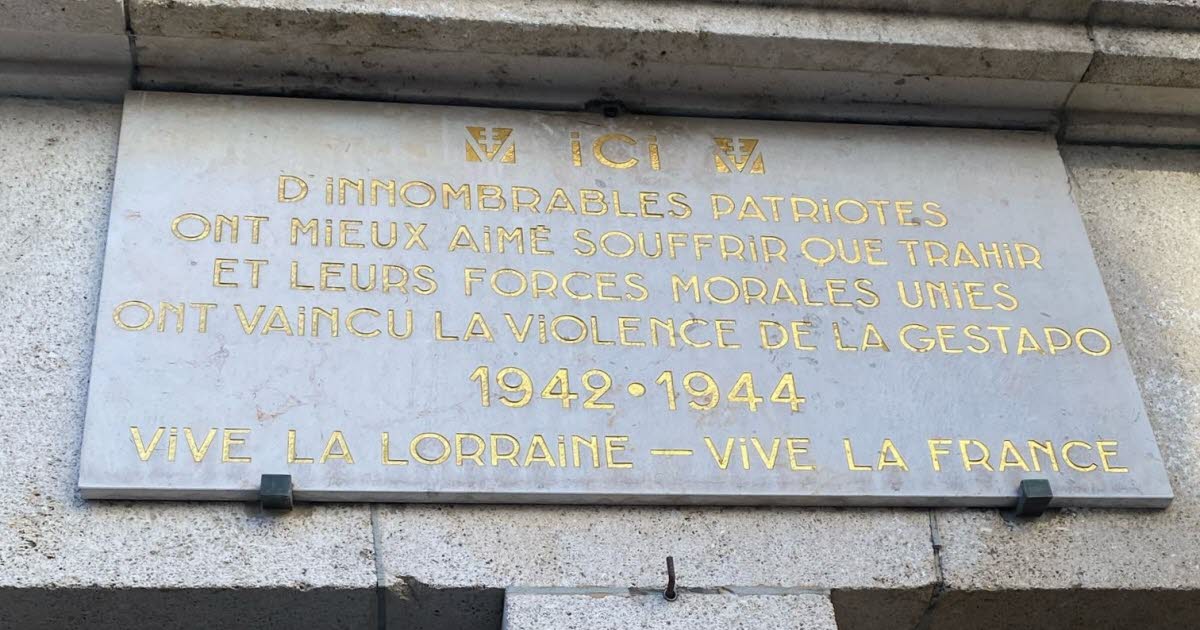 iCi
D'iNNOMBRABLES PATRiOTES
ONT MiEUX AiMÉ SOUFFRiR QUE TRAHiR
ET LEURS FORCES MORALES UNiES
ONT VAiNCU LA ViOLENCE DE LA GESTAPO
1942 • 1944
ViVE LA LORRAiNE — ViVE LA FRANCE